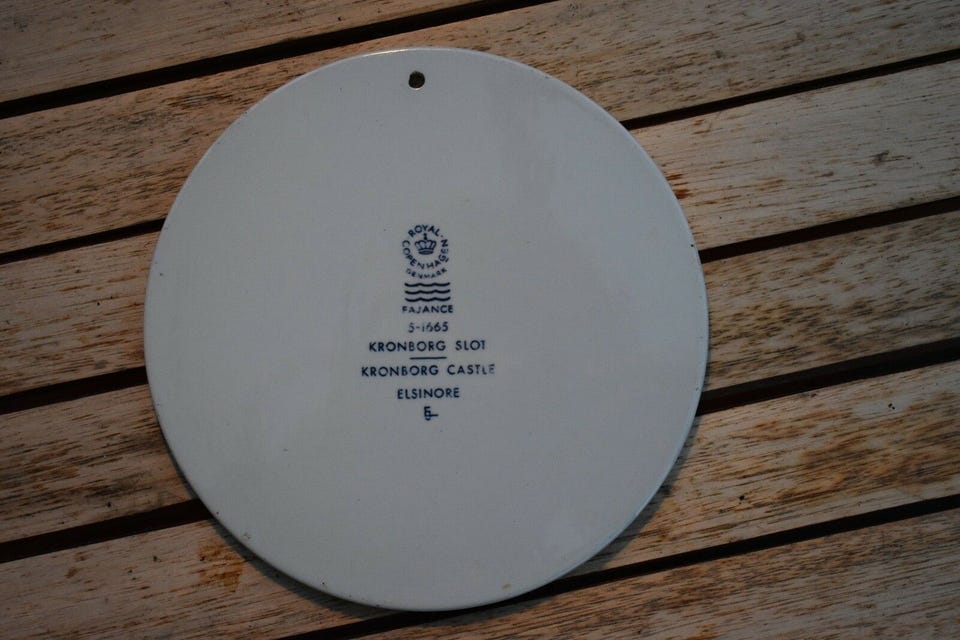 ROYAL
COPENHAGEN
DENMARK
FAJANCE
5-1665
KRONBORG SLOT
KRONBORG CASTLE
ELSINORE